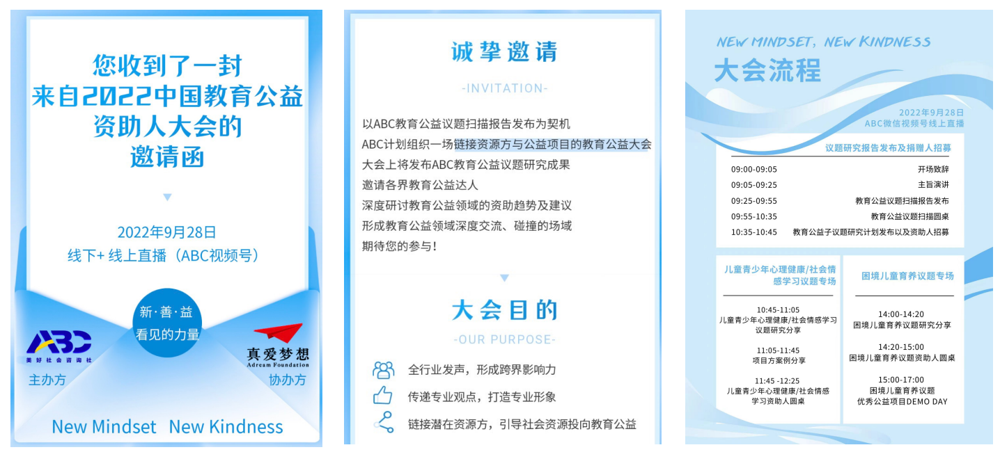 您收到了一封
来自2022中国教育公益
资助人大会的
邀请函
2022年9月28日
线下+ 线上直播（ABC视频号）
新·善·益
看见的力量
ABC
美好社会咨询社
主办方
真爱梦想
Adream Foundation
协办方
New Mindset New Kindness
诚挚邀请
-INVITATION-
以ABC教育公益议题扫描报告发布为契机
ABC计划组织一场链接资源方与公益项目的教育公益大会
大会上将发布ABC教育公益议题研究成果
邀请各界教育公益达人
深度研讨教育公益领域的资助趋势及建议
形成教育公益领域深度交流、碰撞的场域
期待您的参与！
大会目的
-OUR PURPOSE-
全行业发声，形成跨界影响力
传递专业观点，打造专业形象
链接潜在资源方，引导社会资源投向教育公益
NEW MINDSET, NEW KINDNESS
大会流程
2022年9月28日
ABC微信视频号线上直播
议题研究报告发布及捐赠人招募
09:00-09:05 开场致辞
09:05-09:25 主旨演讲
09:25-09:55 教育公益议题扫描报告发布
09:55-10:35 教育公益议题扫描圆桌
10:35-10:45 教育公益子议题研究计划发布以及资助人招募
儿童青少年心理健康/社会情
感学习议题专场
10:45-11:05
儿童青少年心理健康/社会情感学习
议题研究分享
11:05-11:45
项目方案例分享
11:45 -12:25
儿童青少年心理健康/社会情感
学习资助人圆桌
困境儿童育养议题专场
14:00-14:20
困境儿童育养议题研究分享
14:20-15:00
困境儿童育养议题资助人圆桌
15:00-17:00
困境儿童育养议题
优秀公益项目DEMO DAY